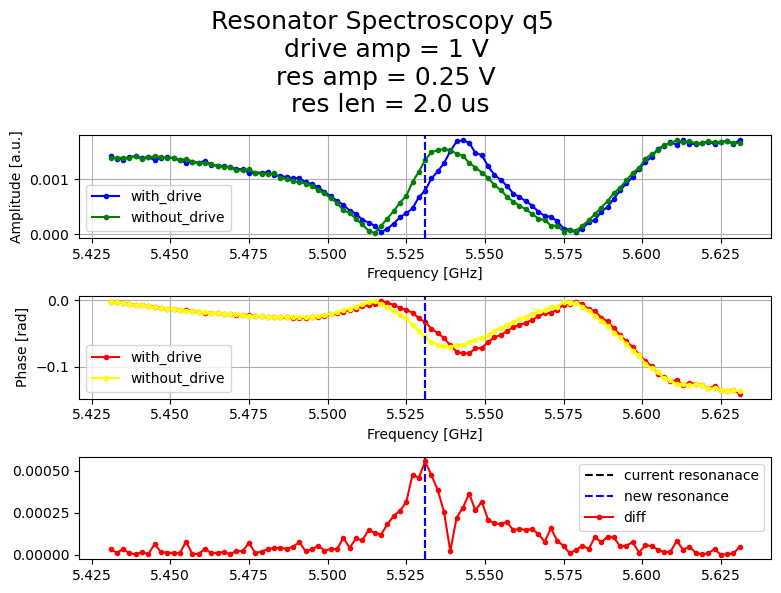 Resonator Spectroscopy q5
drive amp = 1 V
res amp = 0.25 V
res len = 2.0 us
Amplitude [a.u.]
0.001
0.000
with_drive
without_drive
5.425 5.450 5.475 5.500 5.525 5.550 5.575 5.600 5.625
Frequency [GHz]
Phase [rad]
0.0
−0.1
with_drive
without_drive
5.425 5.450 5.475 5.500 5.525 5.550 5.575 5.600 5.625
Frequency [GHz]
0.00050
0.00025
0.00000
current resonanace
new resonance
diff
5.425 5.450 5.475 5.500 5.525 5.550 5.575 5.600 5.625